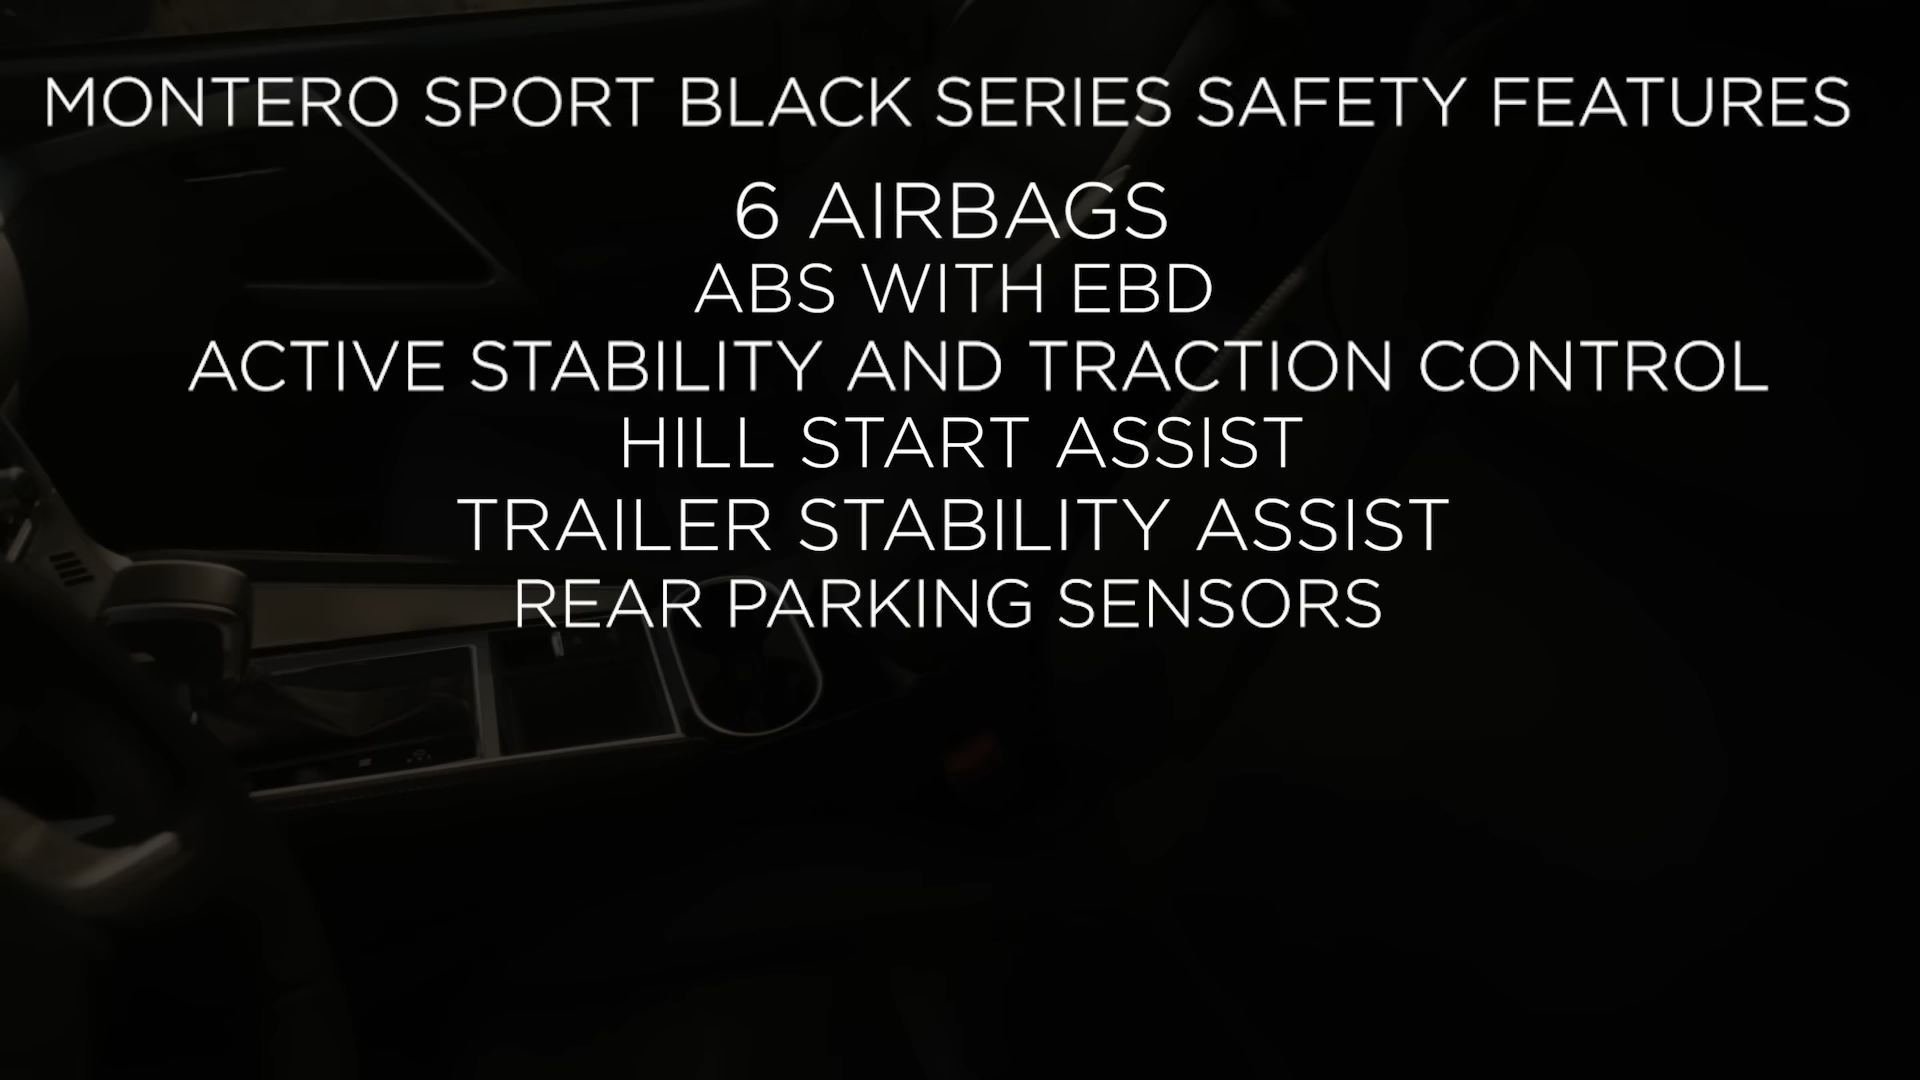 MONTERO SPORT BLACK SERIES SAFETY FEATURES
6 AIRBAGS
ABS WITH EBD
ACTIVE STABILITY AND TRACTION CONTROL
HILL START ASSIST
TRAILER STABILITY ASSIST
REAR PARKING SENSORS